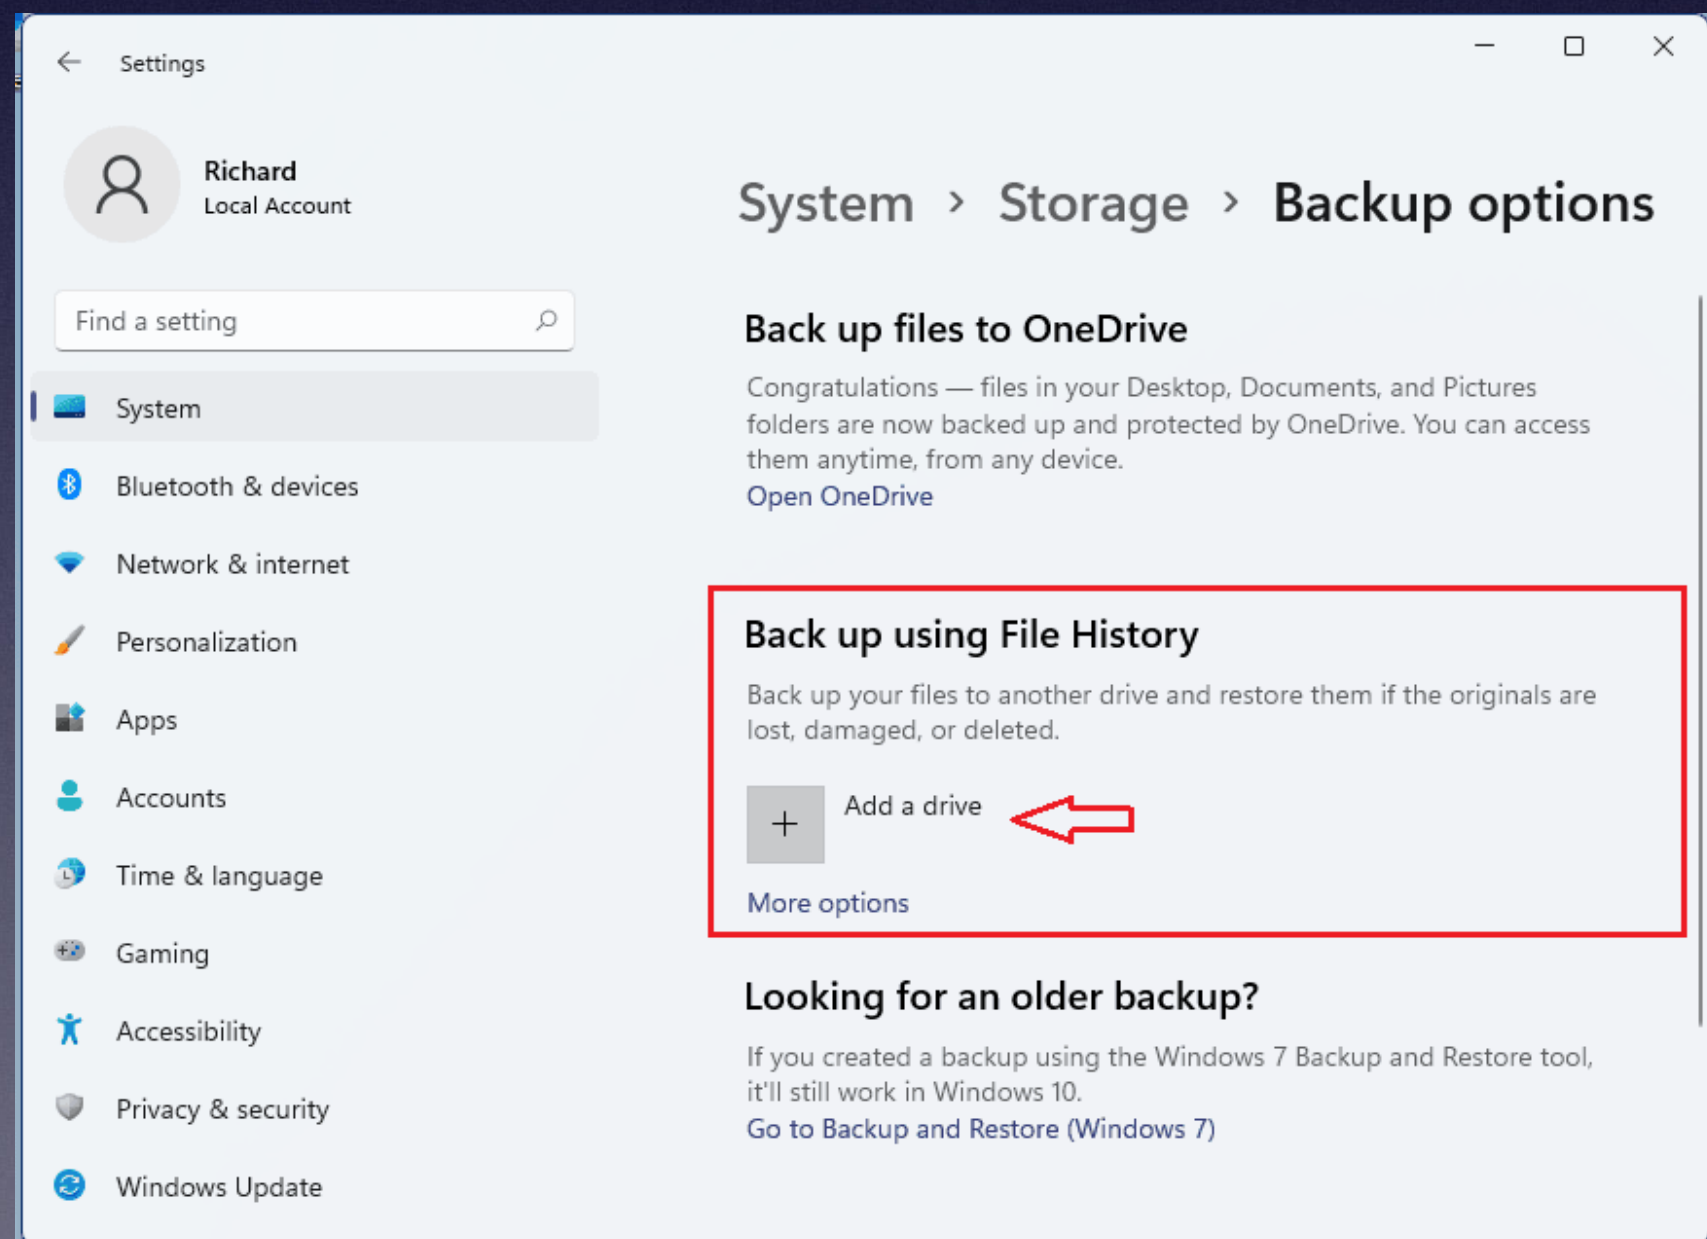 Settings
Richard
Local Account
Find a setting
System
Bluetooth & devices
Network & internet
Personalization
Apps
Accounts
Time & language
Gaming
Accessibility
Privacy & security
Windows Update
System › Storage › Backup options
Back up files to OneDrive
Congratulations — files in your Desktop, Documents, and Pictures
folders are now backed up and protected by OneDrive. You can access
them anytime, from any device.
Open OneDrive
Back up using File History
Back up your files to another drive and restore them if the originals are
lost, damaged, or deleted.
Add a drive
More options
Looking for an older backup?
If you created a backup using the Windows 7 Backup and Restore tool,
it'll still work in Windows 10.
Go to Backup and Restore (Windows 7)